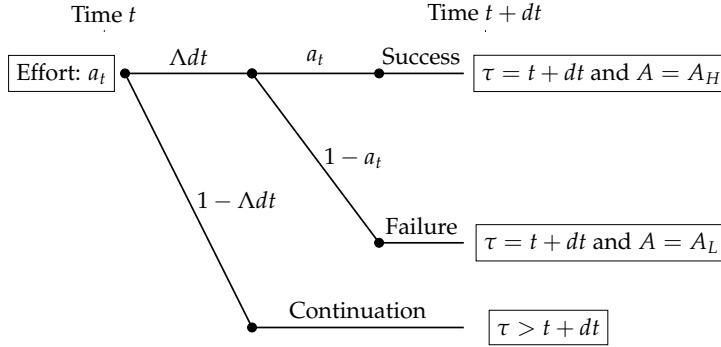 Time t Time t + dt
Effort: a_t Λdt a_t Success τ = t + dt and A = A_H
1 − a_t
1 − Λdt
Failure τ = t + dt and A = A_L
Continuation τ > t + dt